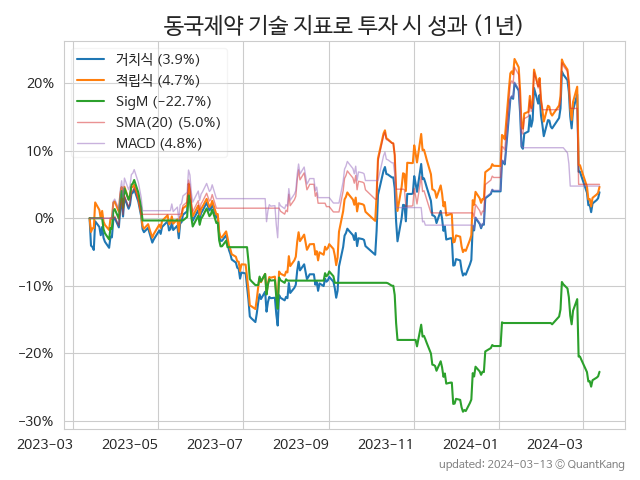 동국제약 기술 지표로 투자 시 성과 (1년)
거치식 (3.9%)
적립식 (4.7%)
SigM (−22.7%)
SMA(20) (5.0%)
MACD (4.8%)
20%
10%
0%
−10%
−20%
−30%
2023-03 2023-05 2023-07 2023-09 2023-11 2024-01 2024-03
updated: 2024-03-13 ⓒ QuantKang